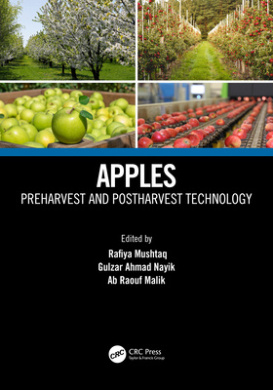 APPLES
PREHARVEST AND POSTHARVEST TECHNOLOGY
Edited by
Rafiya Mushtaq
Gulzar Ahmad Nayik
Ab Raouf Malik
CRC
CRC Press
Taylor & Francis Group